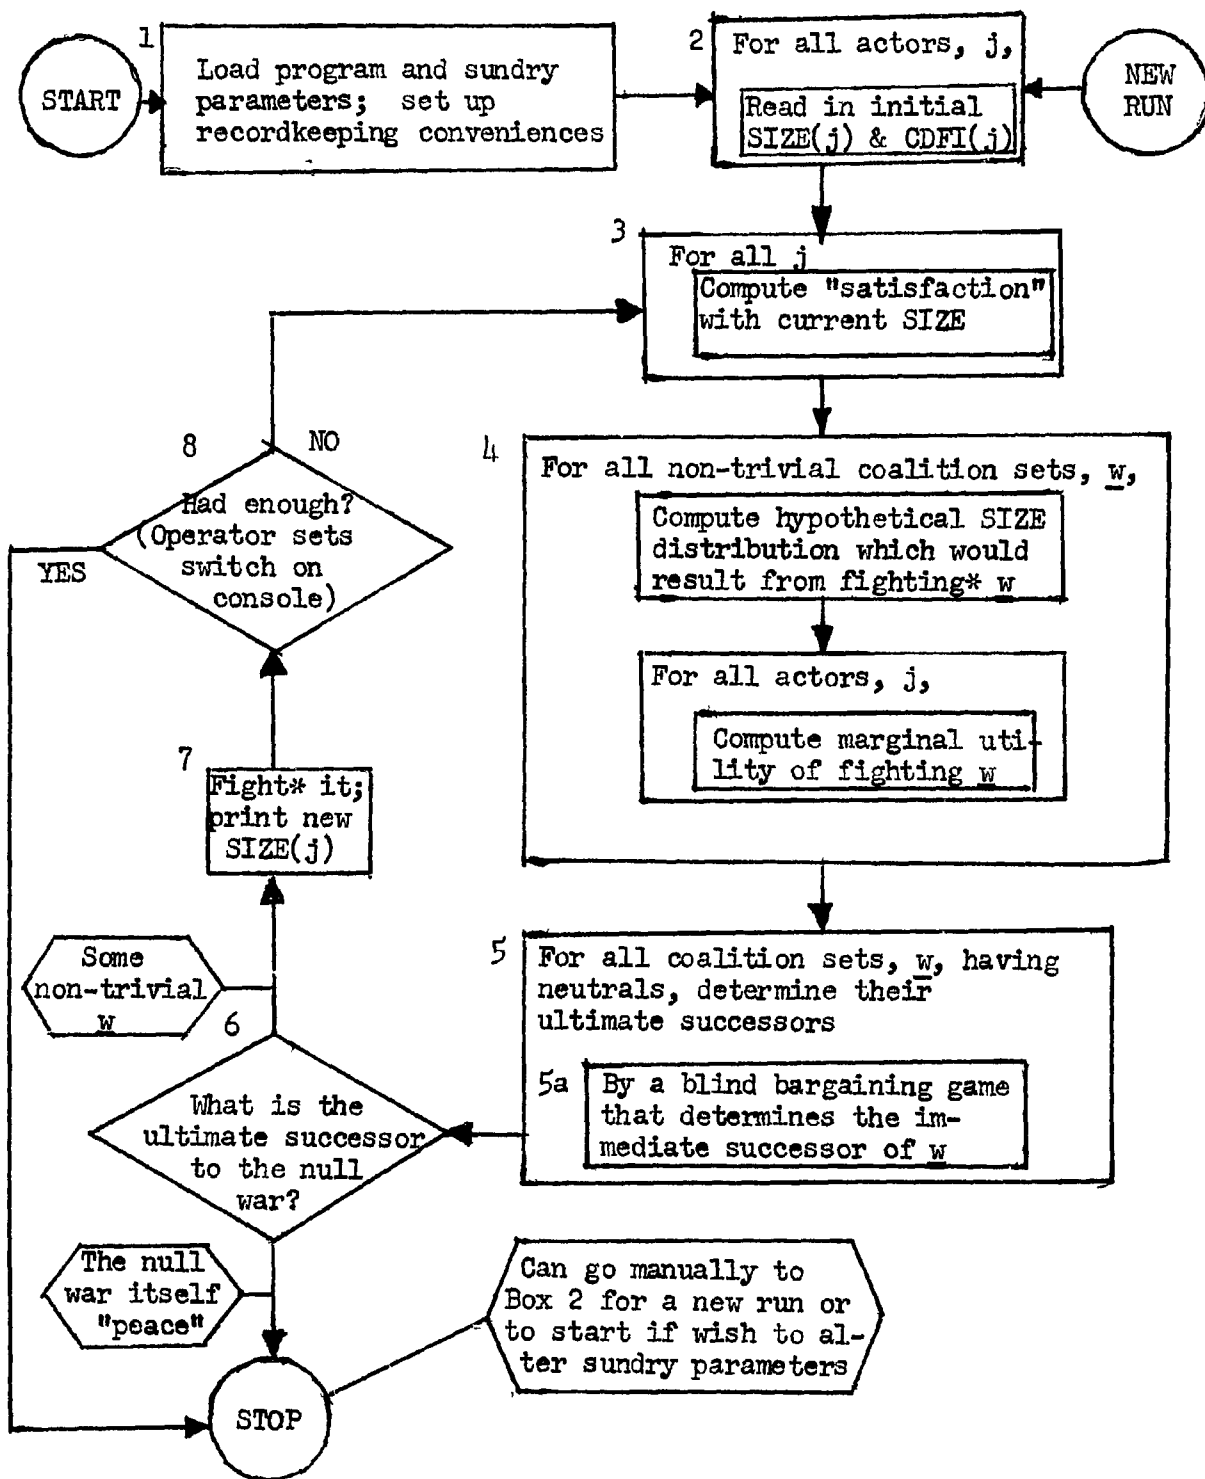 START
1
Load program and sundry
parameters; set up
recordkeeping conveniences
2
For all actors, j,
Read in initial
SIZE(j) & CDFI(j)
NEW
RUN
3
For all j
Compute "satisfaction"
with current SIZE
4
For all non-trivial coalition sets, w,
Compute hypothetical SIZE
distribution which would
result from fighting* w
For all actors, j,
Compute marginal uti-
lity of fighting w
5
For all coalition sets, w, having
neutrals, determine their
ultimate successors
5a
By a blind bargaining game
that determines the im-
mediate successor of w
6
What is the
ultimate successor
to the null
war?
Some
non-trivial
w
7
Fight* it;
print new
SIZE(j)
8
NO
Had enough?
(Operator sets
switch on
console)
YES
The null
war itself
"peace"
STOP
Can go manually to
Box 2 for a new run or
to start if wish to al-
ter sundry parameters